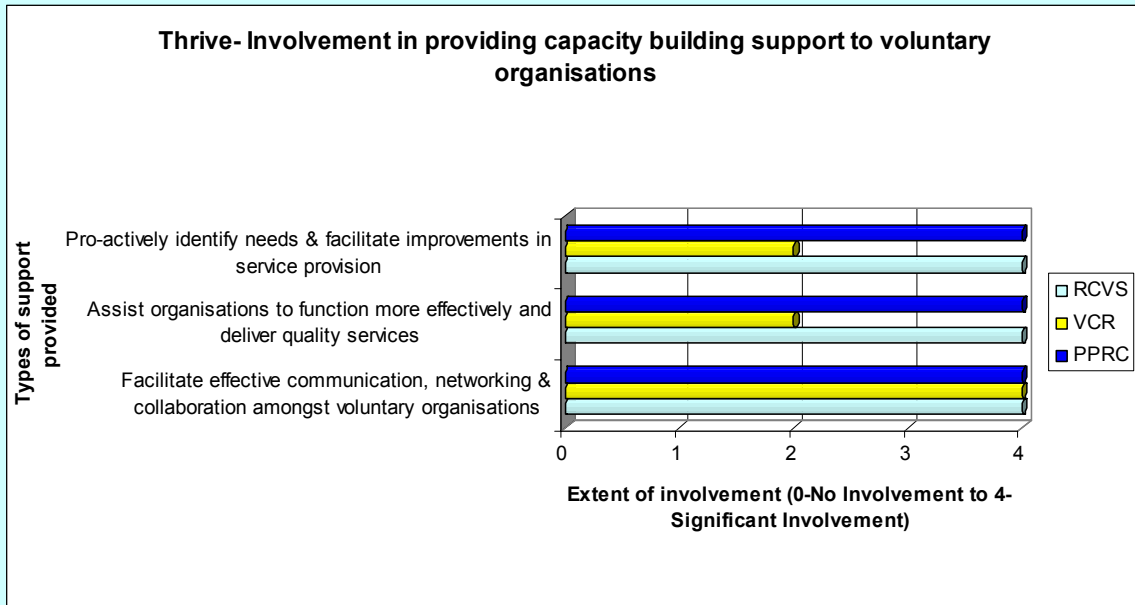 Thrive- Involvement in providing capacity building support to voluntary
organisations
Types of support
provided
Pro-actively identify needs & facilitate improvements in
service provision
Assist organisations to function more effectively and
deliver quality services
Facilitate effective communication, networking &
collaboration amongst voluntary organisations
RCVS
VCR
PPRC
0 1 2 3 4
Extent of involvement (0-No Involvement to 4-
Significant Involvement)